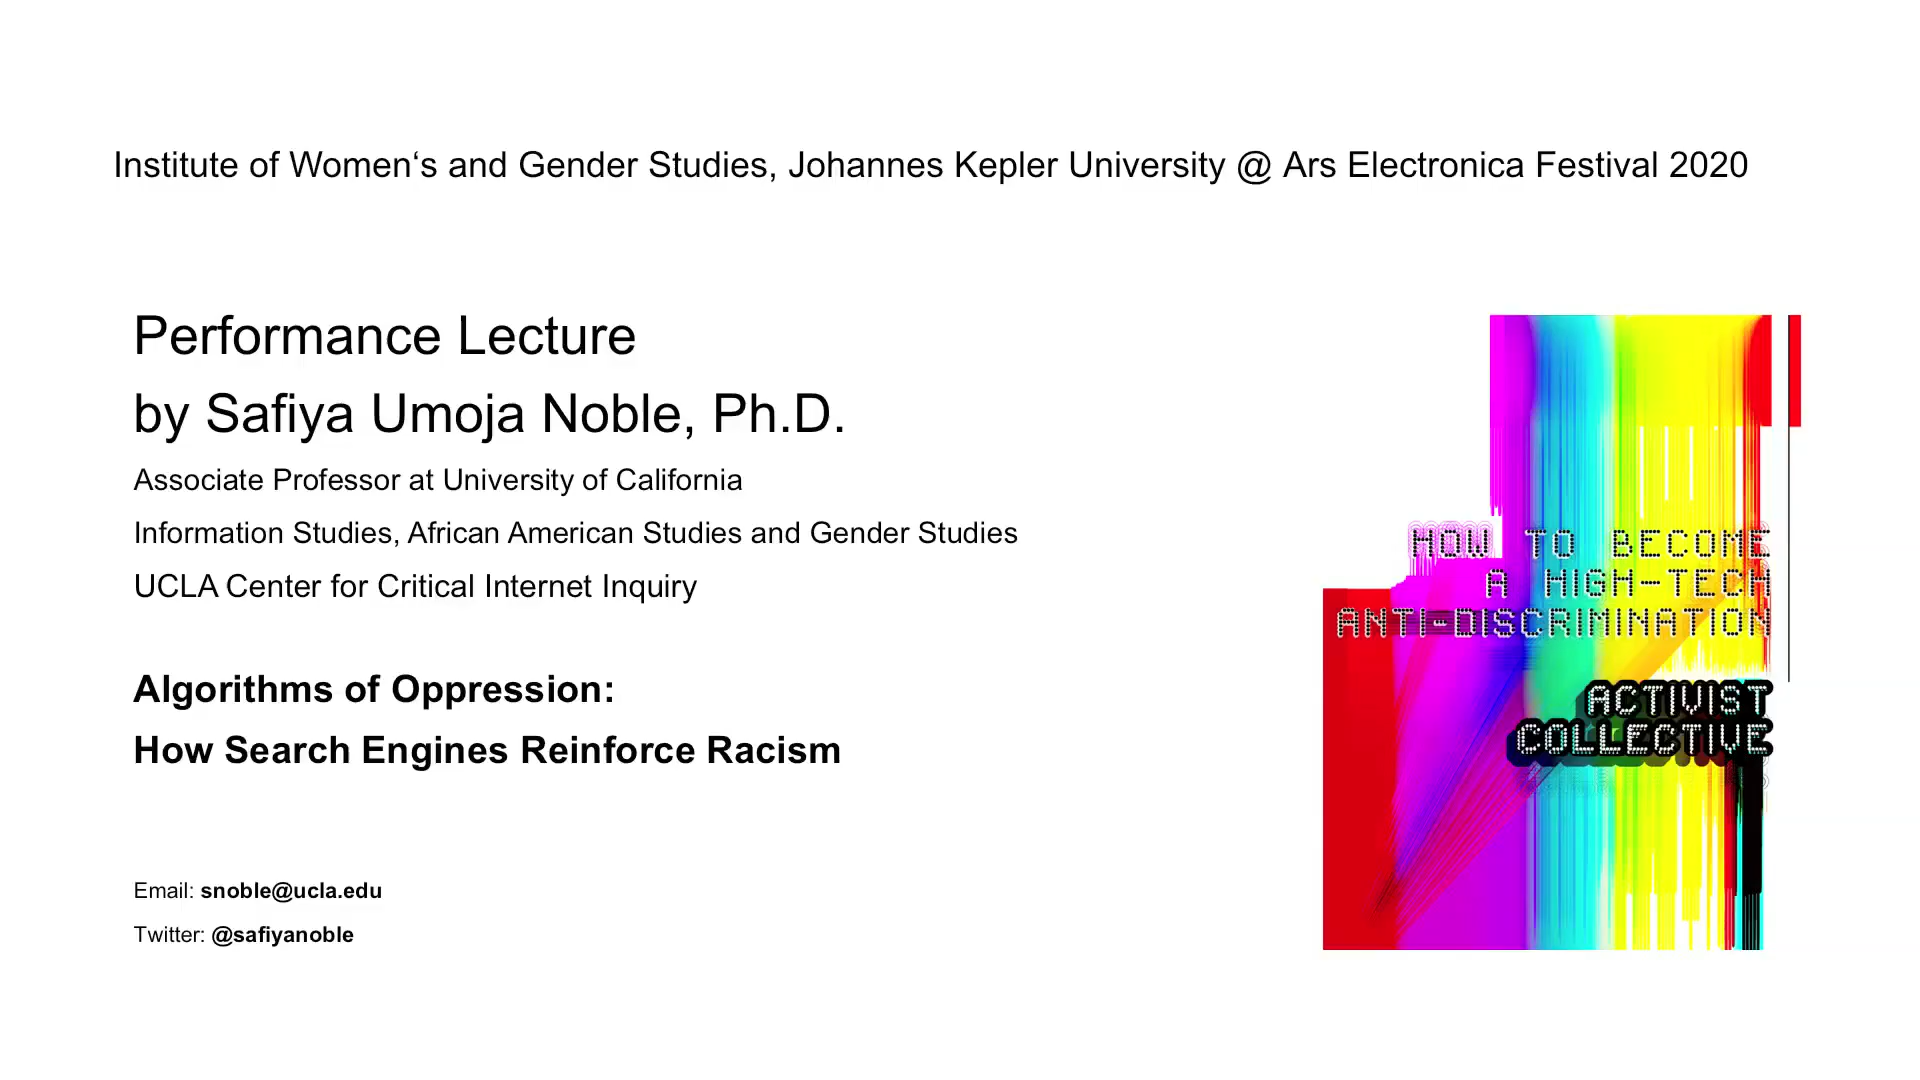 Institute of Women‘s and Gender Studies, Johannes Kepler University @ Ars Electronica Festival 2020
Performance Lecture
by Safiya Umoja Noble, Ph.D.
Associate Professor at University of California
Information Studies, African American Studies and Gender Studies
UCLA Center for Critical Internet Inquiry
Algorithms of Oppression:
How Search Engines Reinforce Racism
Email: snoble@ucla.edu
Twitter: @safiyanoble
HOW TO BECOME
A HIGH-TECH
ANTI-DISCRIMINATION
ACTIVIST
COLLECTIVE